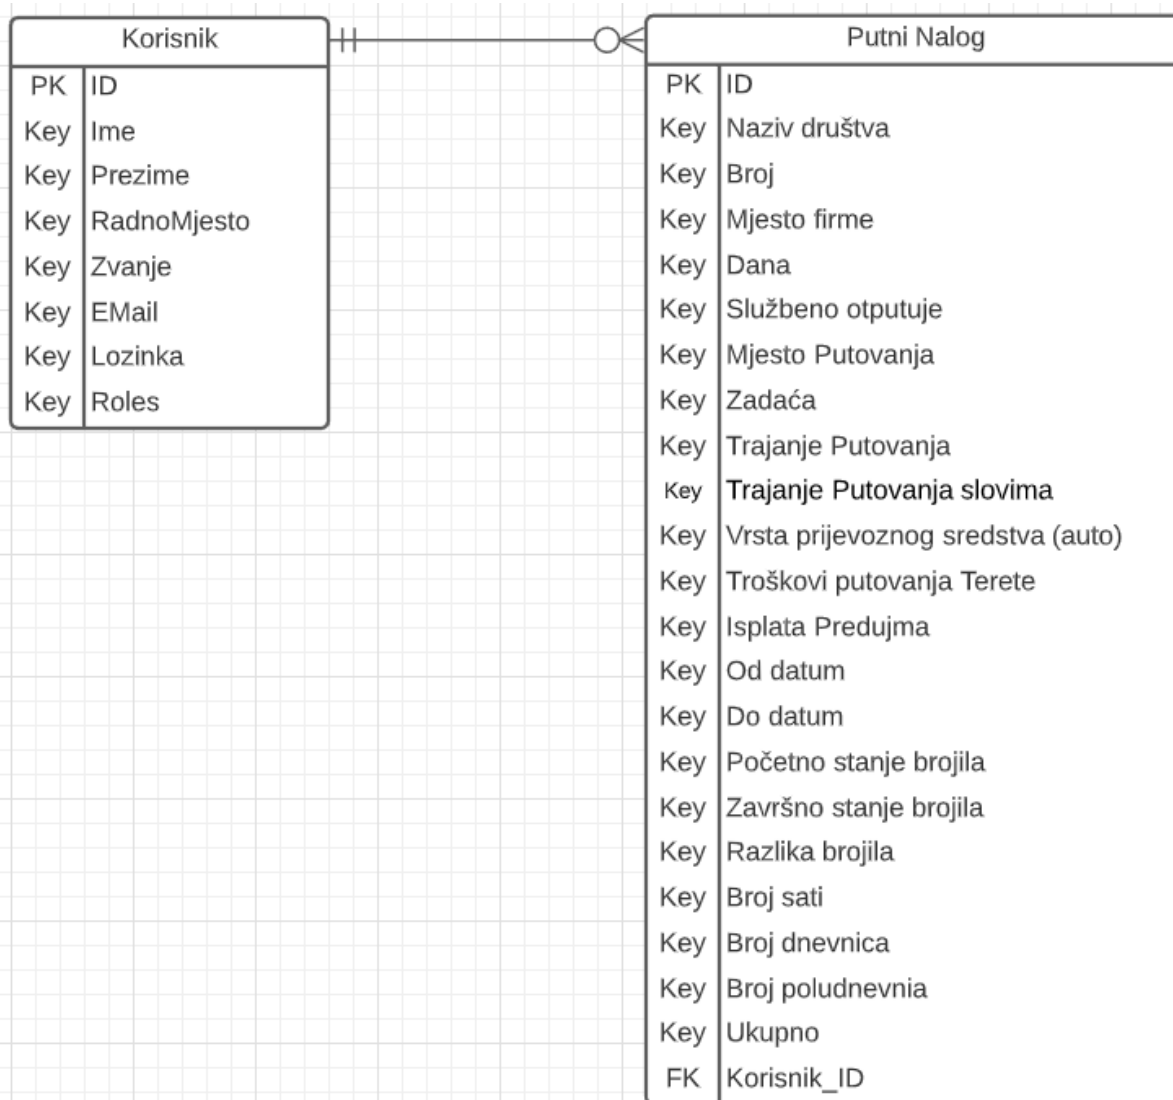 Korisnik
PK ID
Key Ime
Key Prezime
Key RadnoMjesto
Key Zvanje
Key EMail
Key Lozinka
Key Roles
Putni Nalog
PK ID
Key Naziv društva
Key Broj
Key Mjesto firme
Key Dana
Key Službeno otputuje
Key Mjesto Putovanja
Key Zadaća
Key Trajanje Putovanja
Key Trajanje Putovanja slovima
Key Vrsta prijevoznog sredstva (auto)
Key Troškovi putovanja Terete
Key Isplata Predujma
Key Od datum
Key Do datum
Key Početno stanje brojila
Key Završno stanje brojila
Key Razlika brojila
Key Broj sati
Key Broj dnevnica
Key Broj poludnevnia
Key Ukupno
FK Korisnik_ID